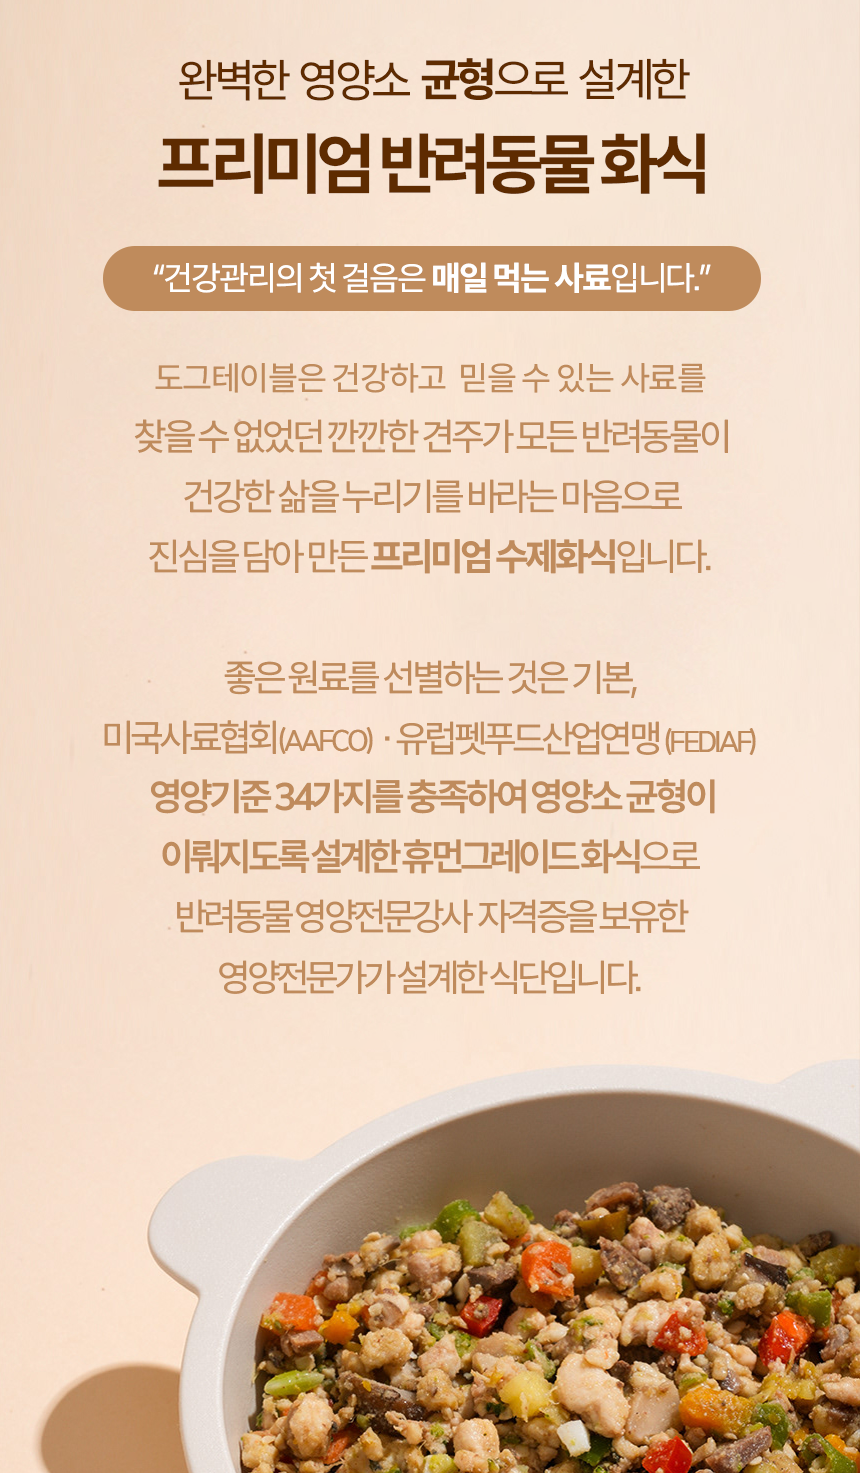 완벽한 영양소 균형으로 설계한
프리미엄 반려동물 화식
“건강관리의 첫 걸음은 매일 먹는 사료입니다.”
도그테이블은 건강하고 믿을 수 있는 사료를
찾을 수 없었던 깐깐한 견주가 모든 반려동물이
건강한 삶을 누리기를 바라는 마음으로
진심을 담아 만든 프리미엄 수제화식입니다.
좋은 원료를 선별하는 것은 기본,
미국사료협회(AAFCO) · 유럽펫푸드산업연맹(FEDIAF)
영양기준 34가지를 충족하여 영양소 균형이
이뤄지도록 설계한 휴먼그레이드 화식으로
반려동물 영양전문강사 자격증을 보유한
영양전문가가 설계한 식단입니다.